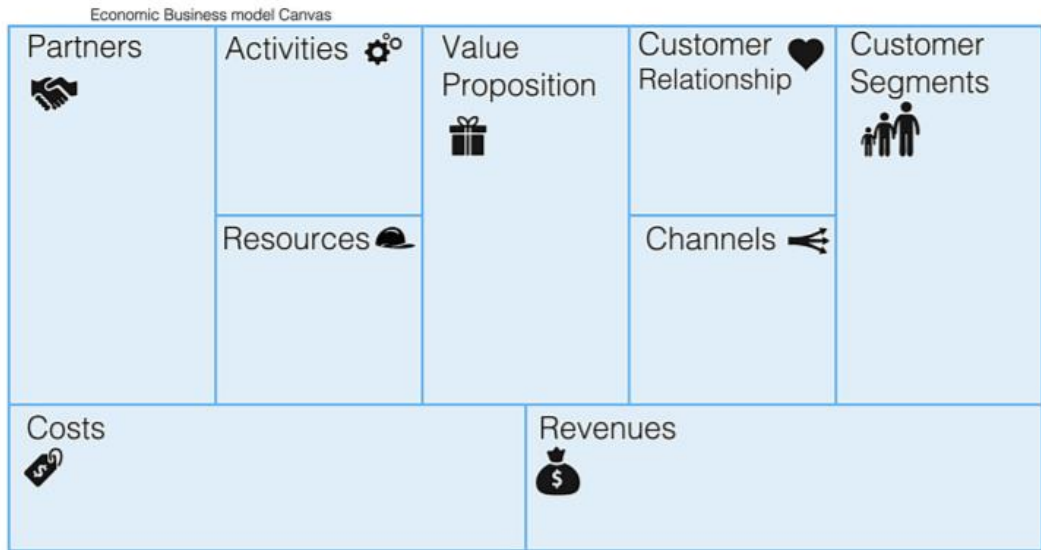 Economic Business model Canvas
Partners
Activities
Value
Proposition
Customer
Relationship
Customer
Segments
Resources
Channels
Costs
$
Revenues
$